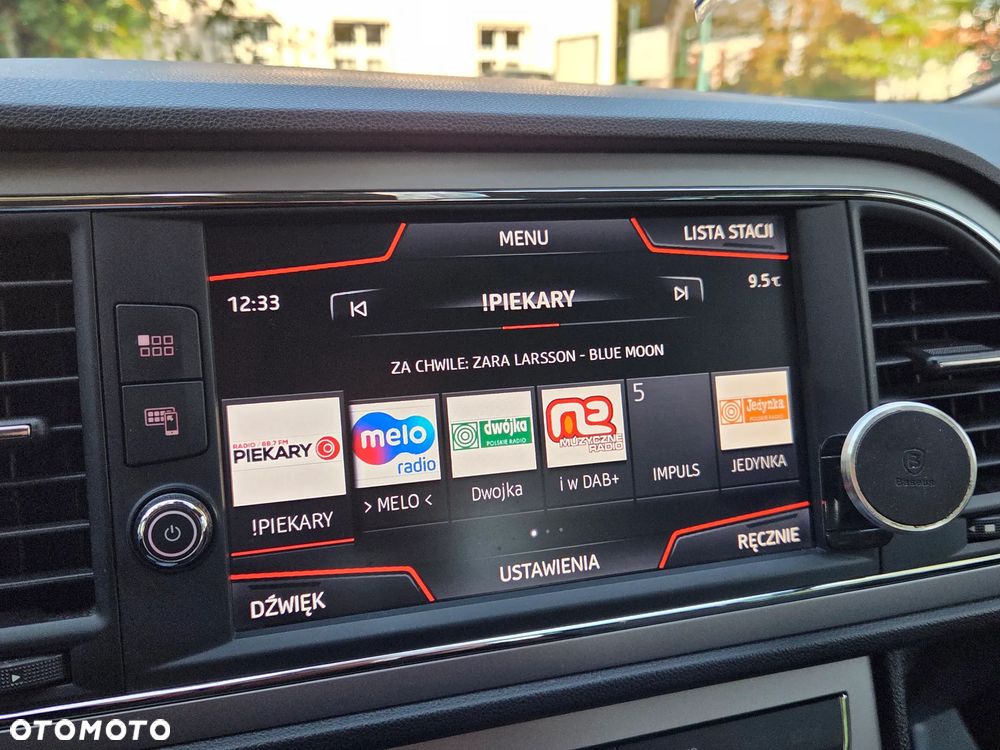 MENU
LISTA STACJI
12:33
!PIEKARY
9.5°C
ZA CHWILE: ZARA LARSSON - BLUE MOON
RADIO / 88.7 FM
PIEKARY
melo
radio
dwójka
POLSKIE RADIO
MUZYCZNE
RADIO
5
Jedynka
POLSKIE RADIO
!PIEKARY
> MELO <
Dwojka
i w DAB+
IMPULS
JEDYNKA
Baseus
DŹWIĘK
USTAWIENIA
RĘCZNIE
OTOMOTO